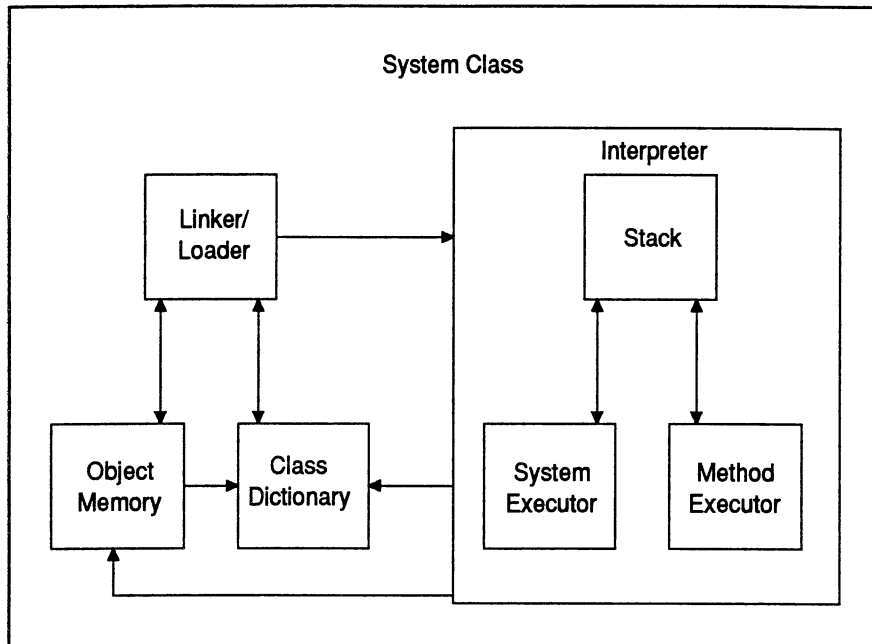 System Class
Interpreter
Linker/
Loader
Stack
Object
Memory
Class
Dictionary
System
Executor
Method
Executor